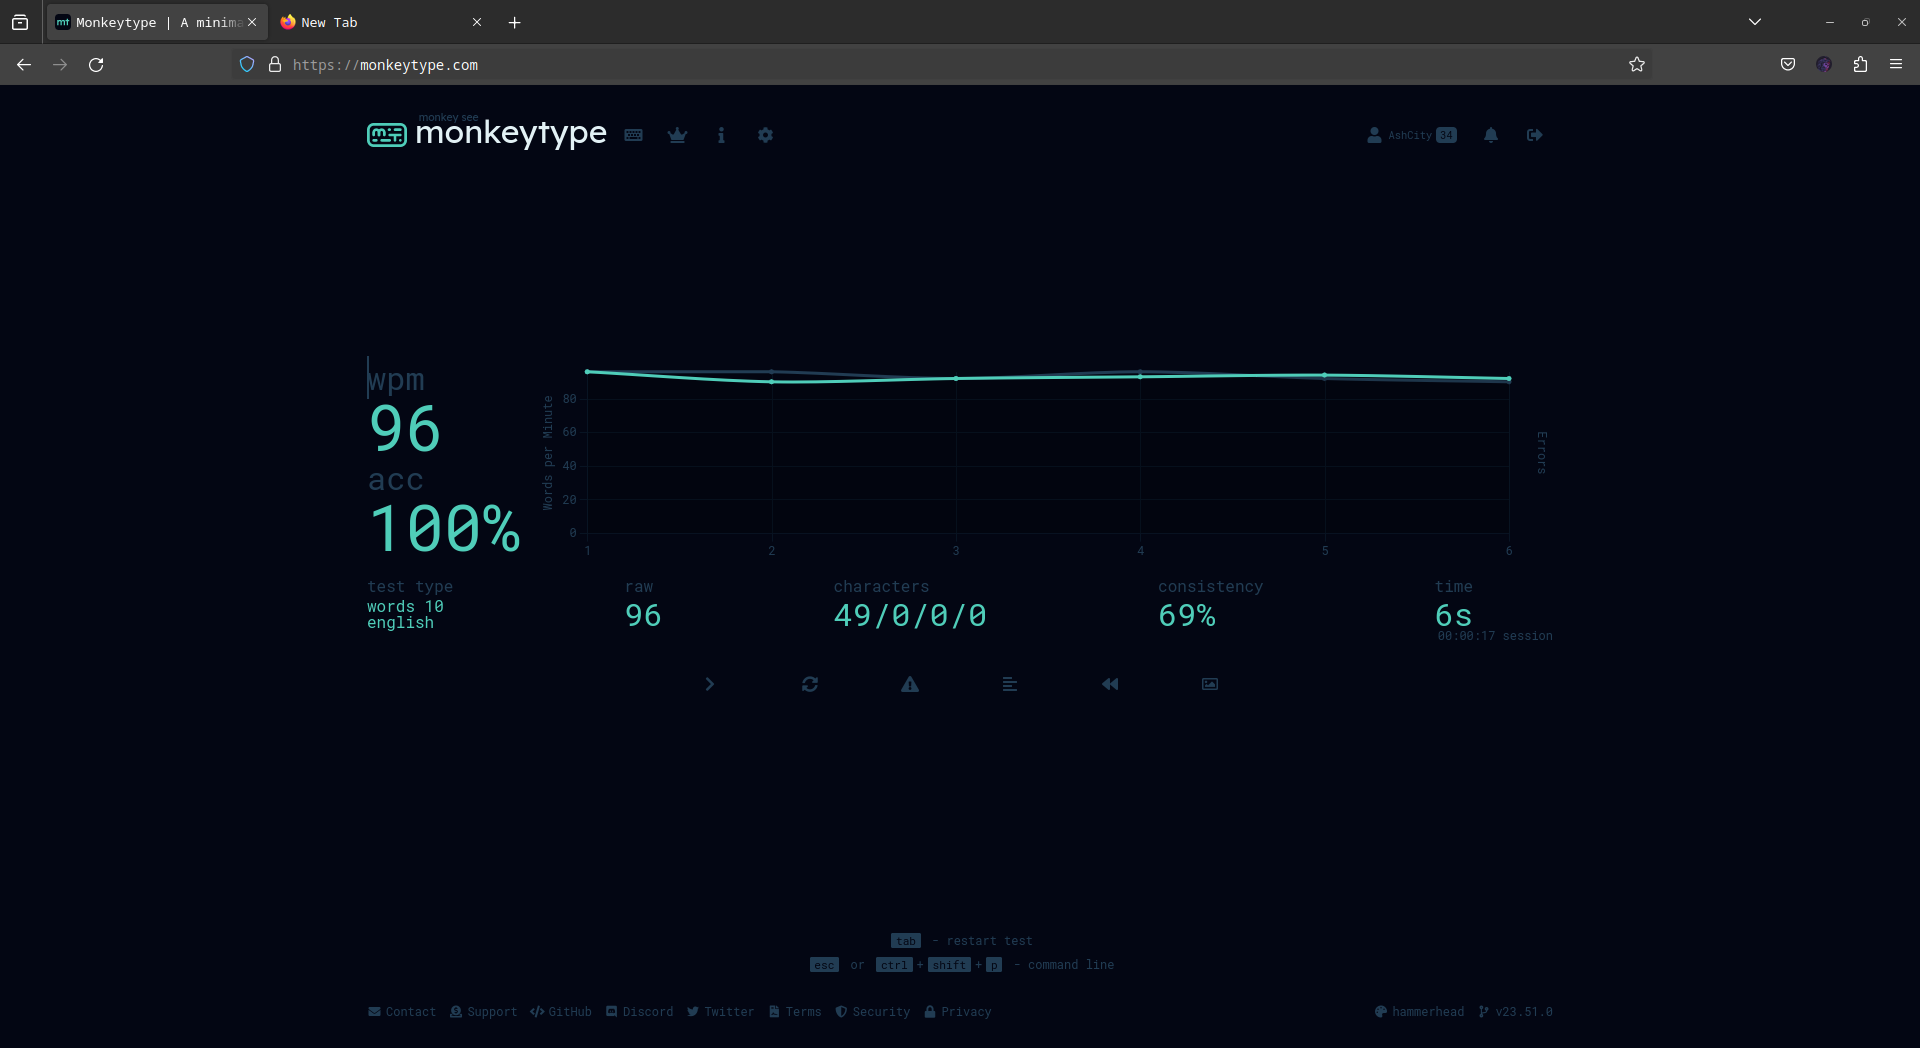 mt Monkeytype | A minima
New Tab
https://monkeytype.com
monkey see
monkeytype
AshCity 34
wpm
96
acc
100%
Words per Minute
80
60
40
20
0
1 2 3 4 5 6
Errors
test type
words 10
english
raw
96
characters
49/0/0/0
consistency
69%
time
6s
00:00:17 session
tab - restart test
esc or ctrl + shift + p - command line
Contact Support GitHub Discord Twitter Terms Security Privacy
hammerhead v23.51.0